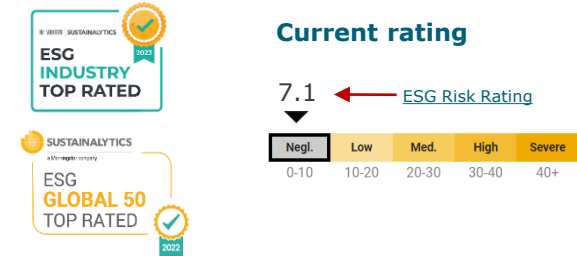 SUSTAINALYTICS
ESG
INDUSTRY
TOP RATED
2023
SUSTAINALYTICS
a Morningstar company
ESG
GLOBAL 50
TOP RATED
2022
Current rating
7.1
ESG Risk Rating
Negl. Low Med. High Severe
0-10 10-20 20-30 30-40 40+